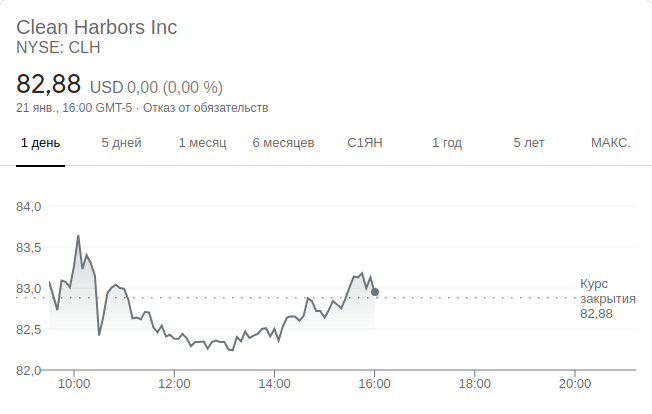 Clean Harbors Inc
NYSE: CLH
82,88 USD 0,00 (0,00 %)
21 янв., 16:00 GMT-5 · Отказ от обязательств
1 день 5 дней 1 месяц 6 месяцев С1ЯН 1 год 5 лет МАКС.
84,0
83,5
83,0
82,5
82,0
Курс
закрытия
82,88
10:00 12:00 14:00 16:00 18:00 20:00